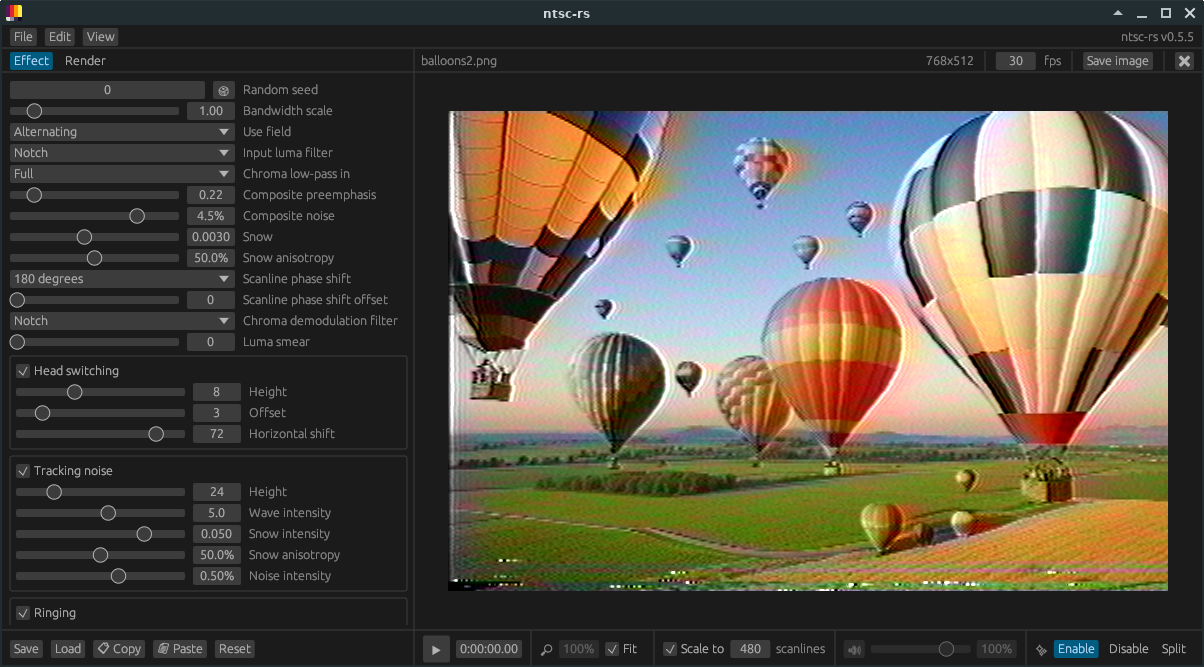 ntsc-rs
File Edit View ntsc-rs v0.5.5
Effect Render
balloons2.png 768x512 30 fps Save image
0 Random seed
1.00 Bandwidth scale
Alternating Use field
Notch Input luma filter
Full Chroma low-pass in
0.22 Composite preemphasis
4.5% Composite noise
0.0030 Snow
50.0% Snow anisotropy
180 degrees Scanline phase shift
0 Scanline phase shift offset
Notch Chroma demodulation filter
0 Luma smear
Head switching
8 Height
3 Offset
72 Horizontal shift
Tracking noise
24 Height
5.0 Wave intensity
0.050 Snow intensity
50.0% Snow anisotropy
0.50% Noise intensity
Ringing
Save Load Copy Paste Reset
0:00:00.00 100% Fit Scale to 480 scanlines 100% Enable Disable Split